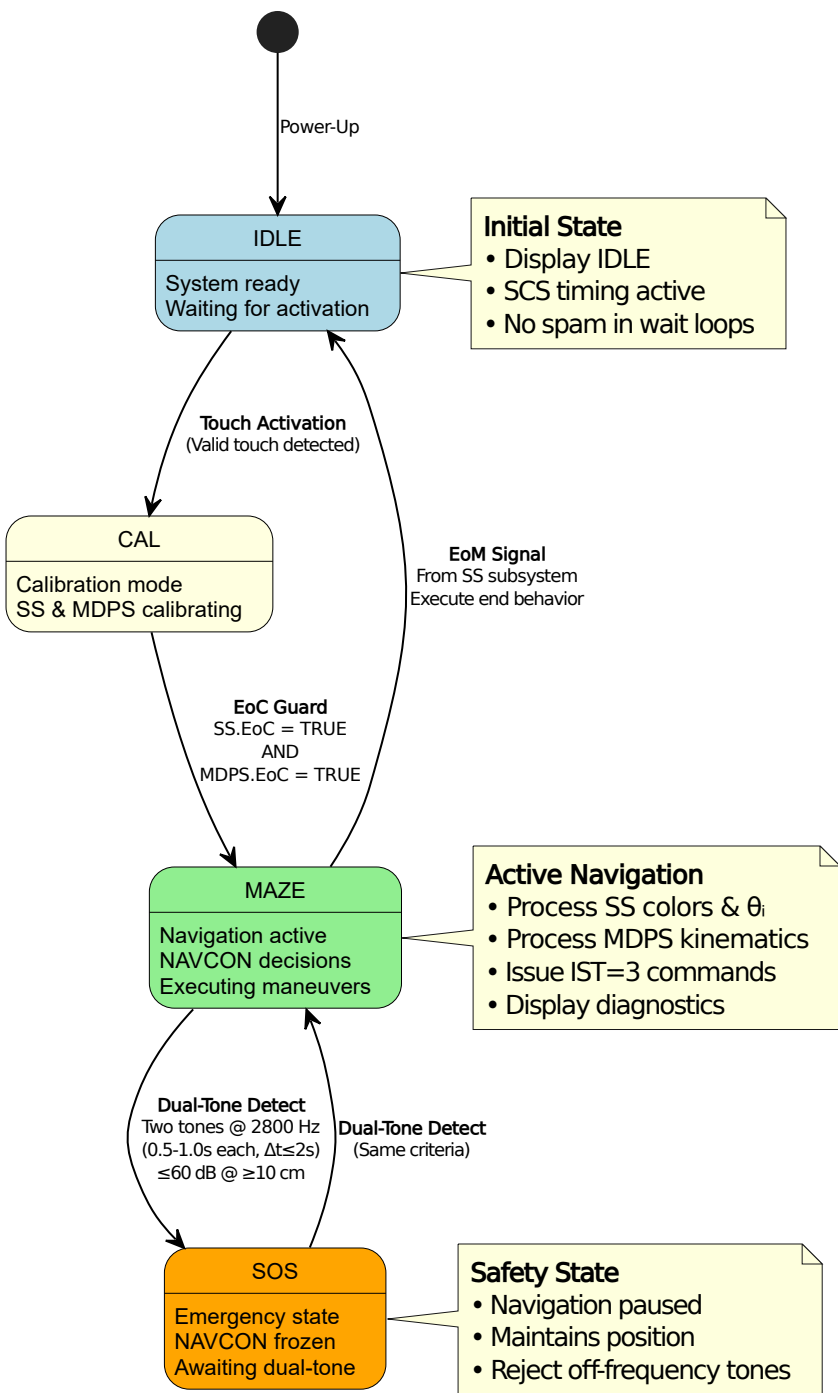 Power-Up
IDLE
System ready
Waiting for activation
Initial State
• Display IDLE
• SCS timing active
• No spam in wait loops
Touch Activation
(Valid touch detected)
CAL
Calibration mode
SS & MDPS calibrating
EoM Signal
From SS subsystem
Execute end behavior
EoC Guard
SS.EoC = TRUE
AND
MDPS.EoC = TRUE
MAZE
Navigation active
NAVCON decisions
Executing maneuvers
Active Navigation
• Process SS colors & θᵢ
• Process MDPS kinematics
• Issue IST=3 commands
• Display diagnostics
Dual-Tone Detect
Two tones @ 2800 Hz
(0.5-1.0s each, Δt≤2s)
≤60 dB @ ≥10 cm
Dual-Tone Detect
(Same criteria)
SOS
Emergency state
NAVCON frozen
Awaiting dual-tone
Safety State
• Navigation paused
• Maintains position
• Reject off-frequency tones